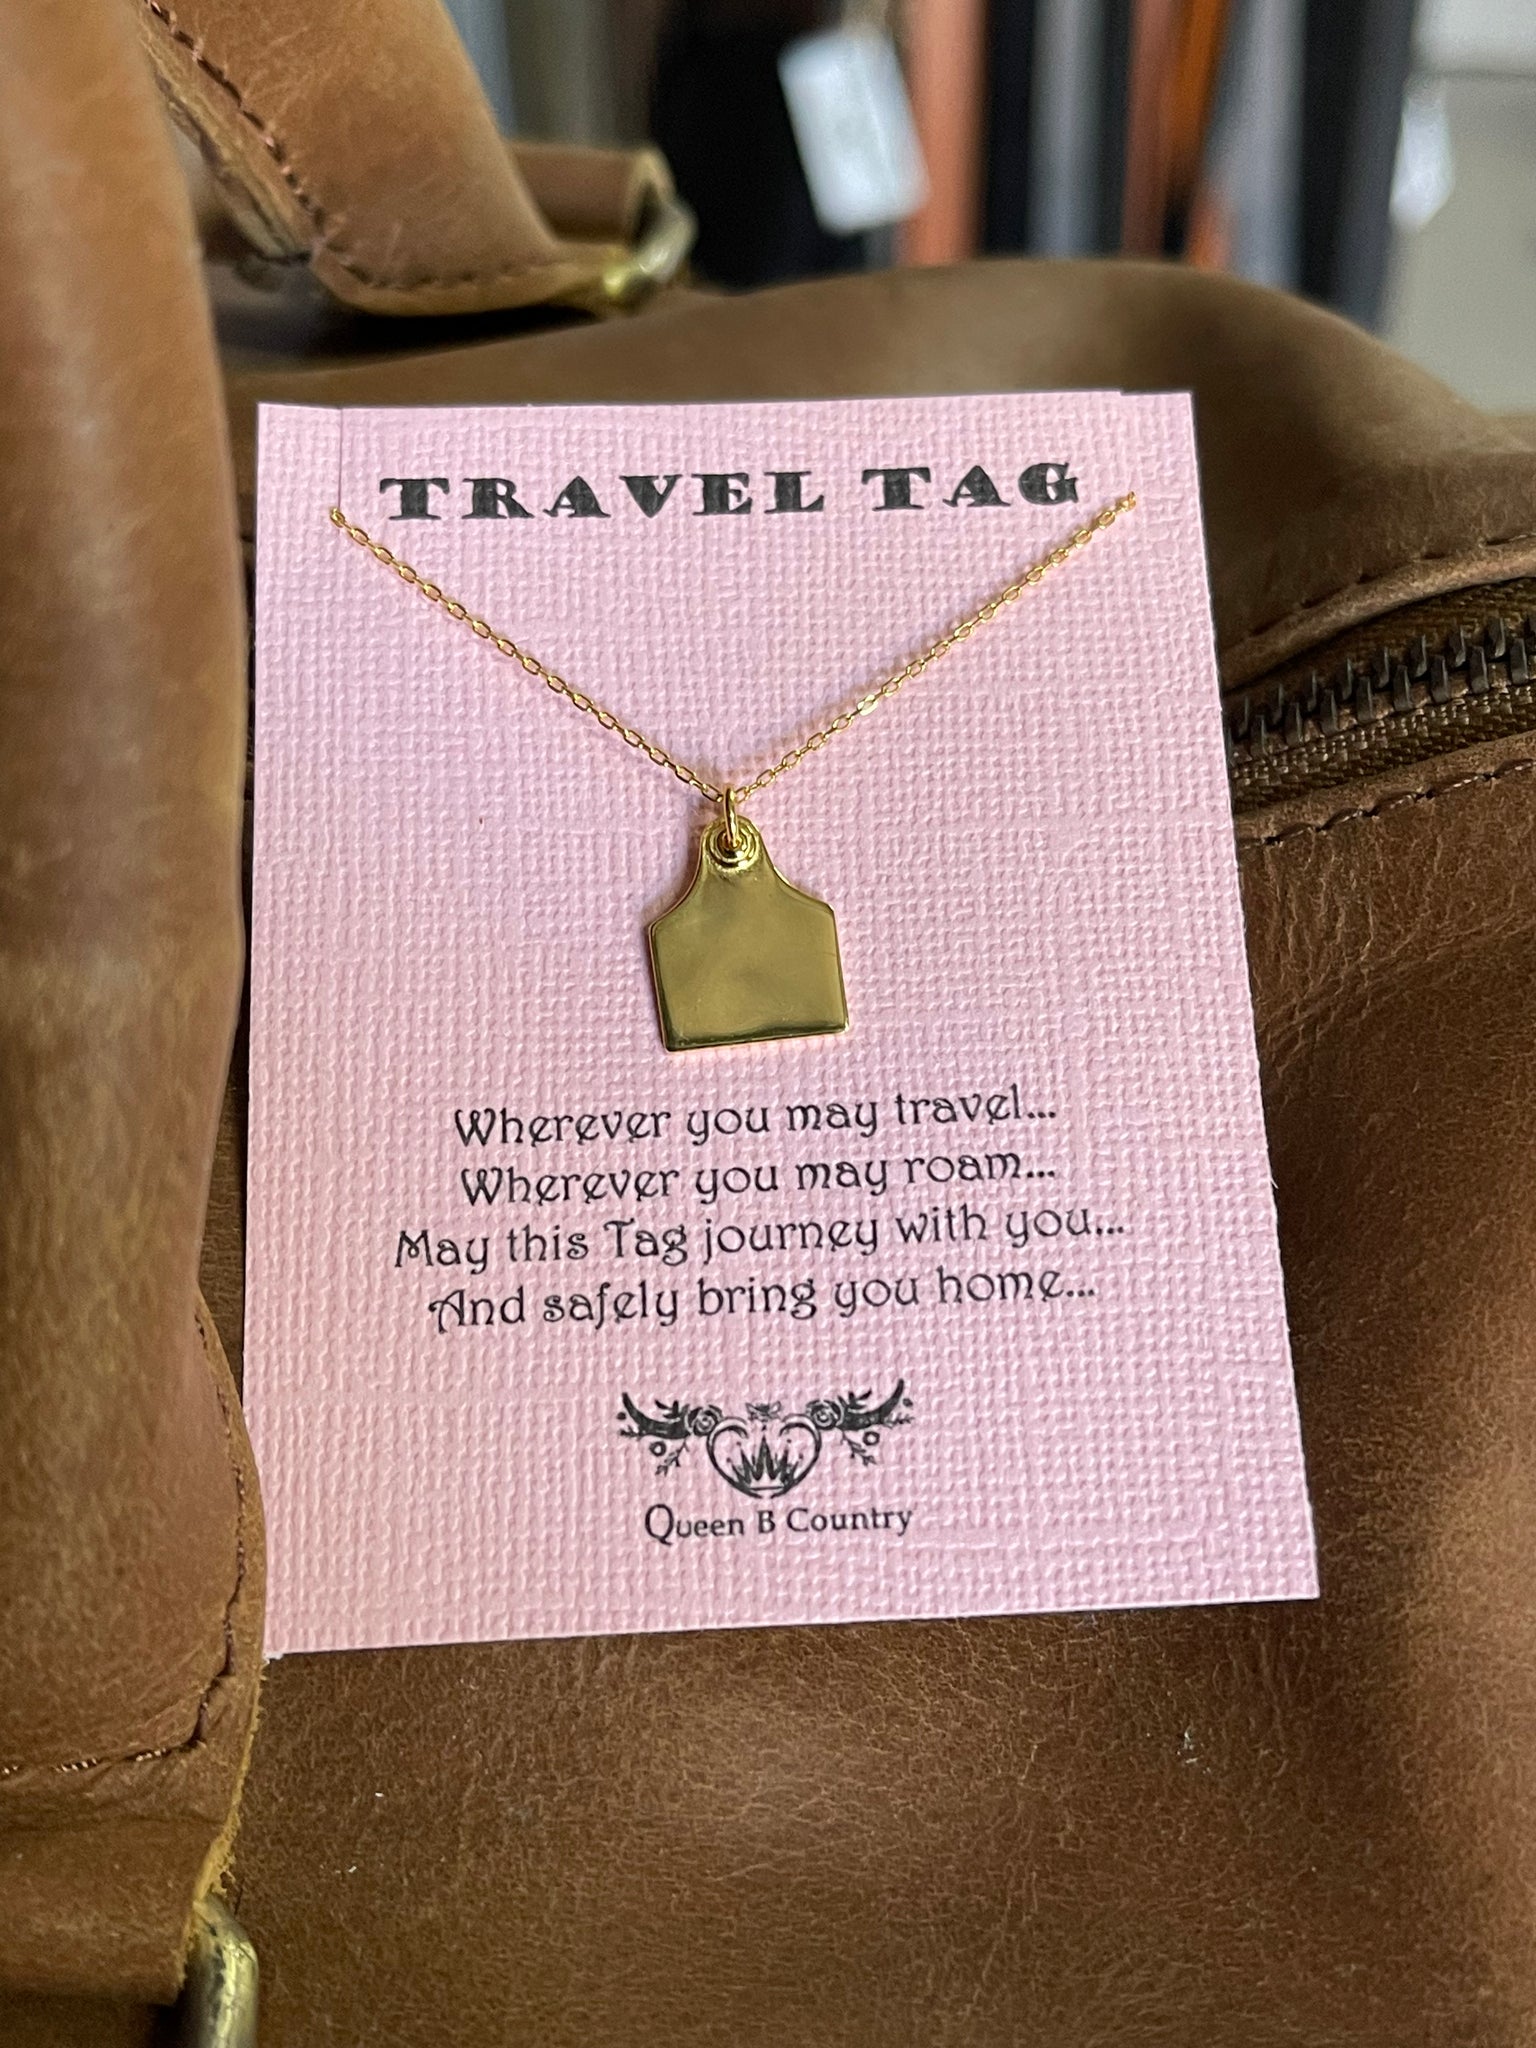 TRAVEL TAG
Wherever you may travel...
Wherever you may roam...
May this Tag journey with you...
And safely bring you home...
Queen B Country